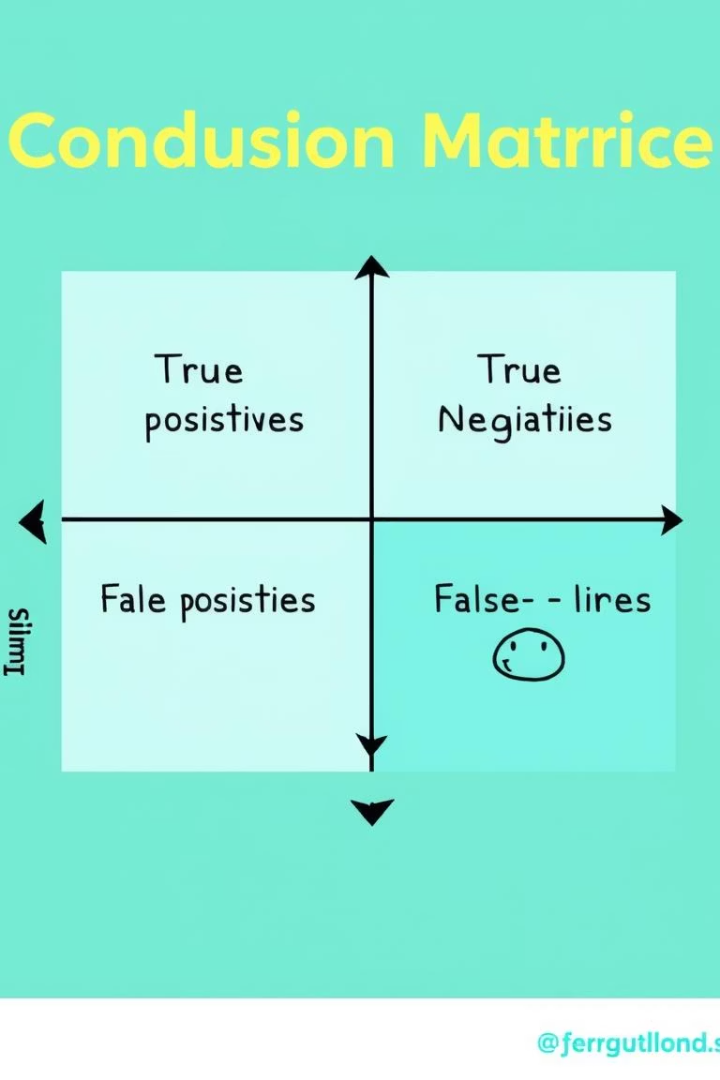 Condusion Matrrice
True
posistives
True
Negiatiies
Fale posisties
False- - lires
@ferrgutllond.s